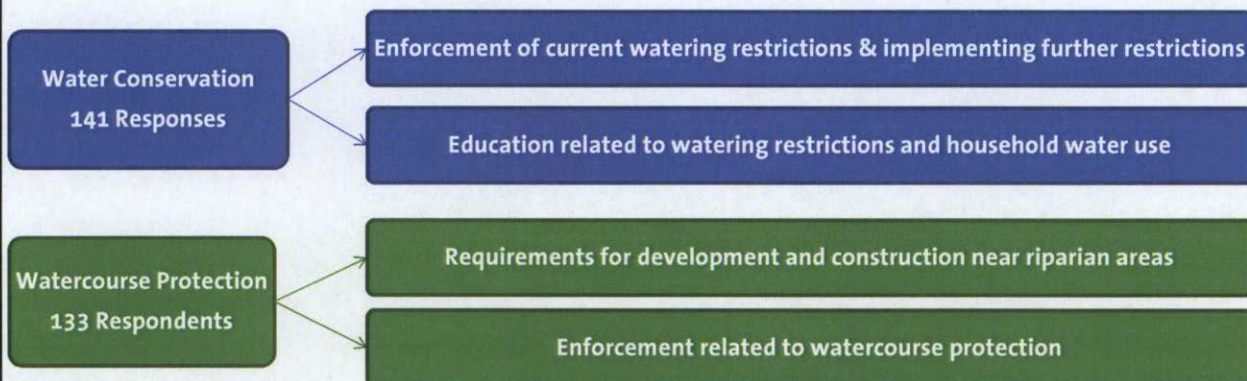 Water Conservation
141 Responses
Enforcement of current watering restrictions & implementing further restrictions
Education related to watering restrictions and household water use
Watercourse Protection
133 Respondents
Requirements for development and construction near riparian areas
Enforcement related to watercourse protection